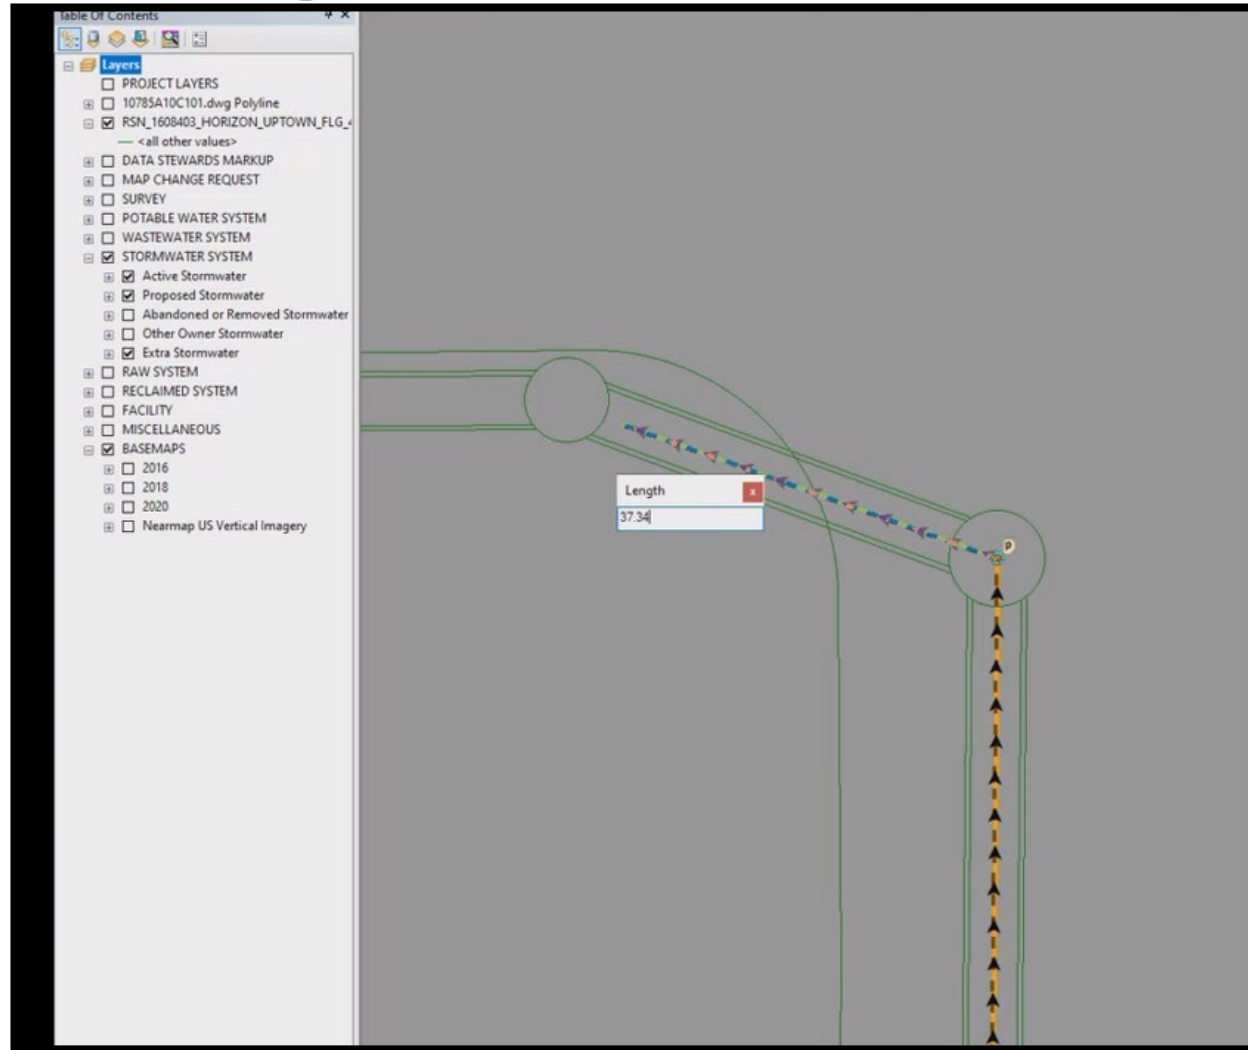 Table Of Contents
Layers
PROJECT LAYERS
10785A10C101.dwg Polyline
RSN_1608403_HORIZON_UPTOWN_FLG_4
<all other values>
DATA STEWARDS MARKUP
MAP CHANGE REQUEST
SURVEY
POTABLE WATER SYSTEM
WASTEWATER SYSTEM
STORMWATER SYSTEM
Active Stormwater
Proposed Stormwater
Abandoned or Removed Stormwater
Other Owner Stormwater
Extra Stormwater
RAW SYSTEM
RECLAIMED SYSTEM
FACILITY
MISCELLANEOUS
BASEMAPS
2016
2018
2020
Nearmap US Vertical Imagery
Length
x
37.34
P